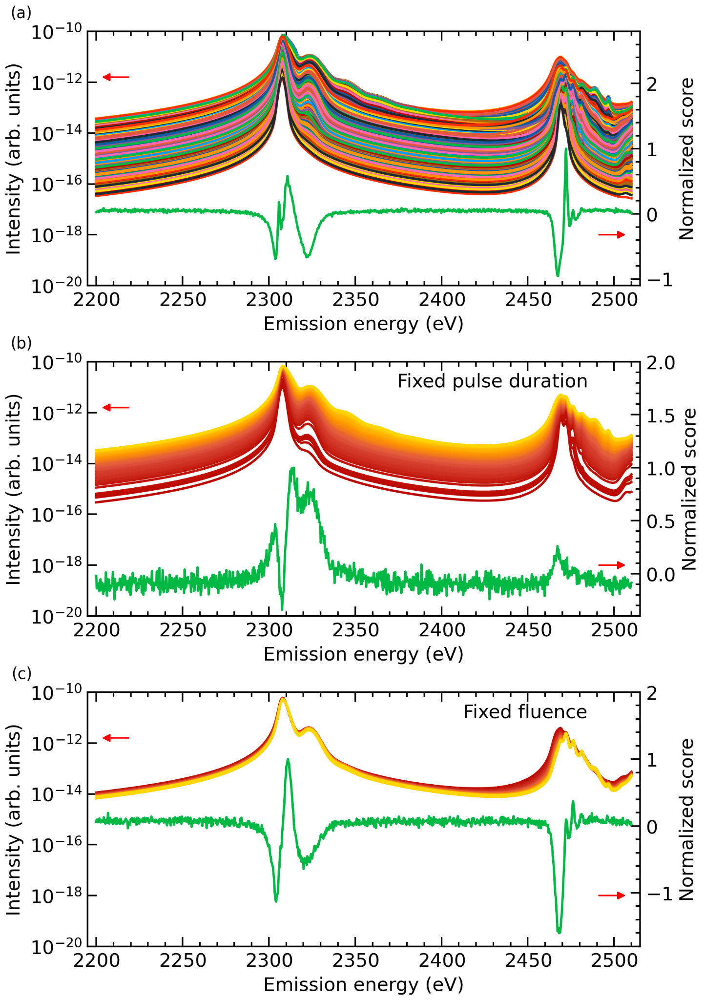 (a)
10⁻¹⁰
10⁻¹²
10⁻¹⁴
10⁻¹⁶
10⁻¹⁸
10⁻²⁰
Intensity (arb. units)
2
1
0
−1
Normalized score
2200 2250 2300 2350 2400 2450 2500
Emission energy (eV)
(b)
Fixed pulse duration
10⁻¹⁰
10⁻¹²
10⁻¹⁴
10⁻¹⁶
10⁻¹⁸
10⁻²⁰
Intensity (arb. units)
2.0
1.5
1.0
0.5
0.0
Normalized score
2200 2250 2300 2350 2400 2450 2500
Emission energy (eV)
(c)
Fixed fluence
10⁻¹⁰
10⁻¹²
10⁻¹⁴
10⁻¹⁶
10⁻¹⁸
10⁻²⁰
Intensity (arb. units)
2
1
0
−1
Normalized score
2200 2250 2300 2350 2400 2450 2500
Emission energy (eV)